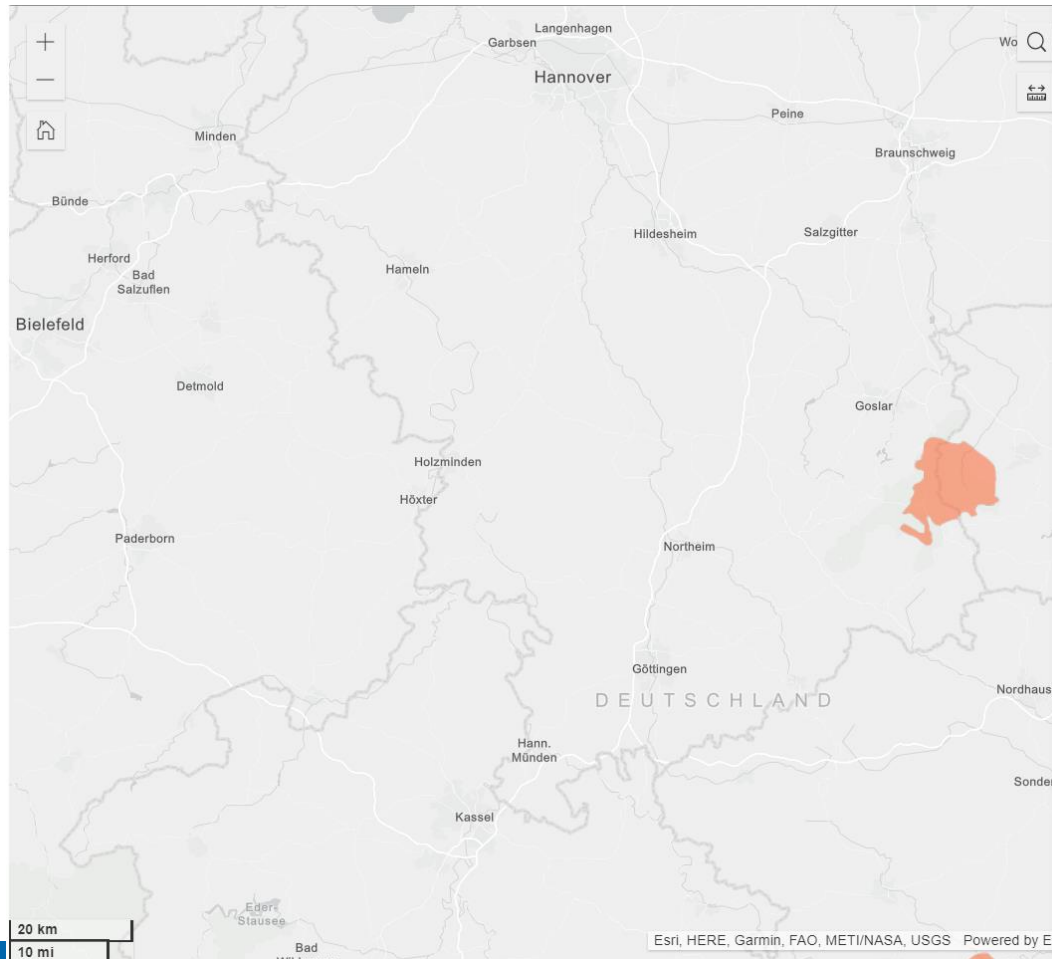 Langenhagen
Garbsen
Wo
Hannover
Peine
Minden
Braunschweig
Bünde
Hildesheim
Salzgitter
Herford
Bad
Salzuflen
Hameln
Bielefeld
Detmold
Goslar
Holzminden
Höxter
Paderborn
Northeim
Göttingen
DEUTSCHLAND
Nordhaus
Hann.
Münden
Sonder
Kassel
Eder-
Stausee
20 km
10 mi
Bad
Esri, HERE, Garmin, FAO, METI/NASA, USGS Powered by E